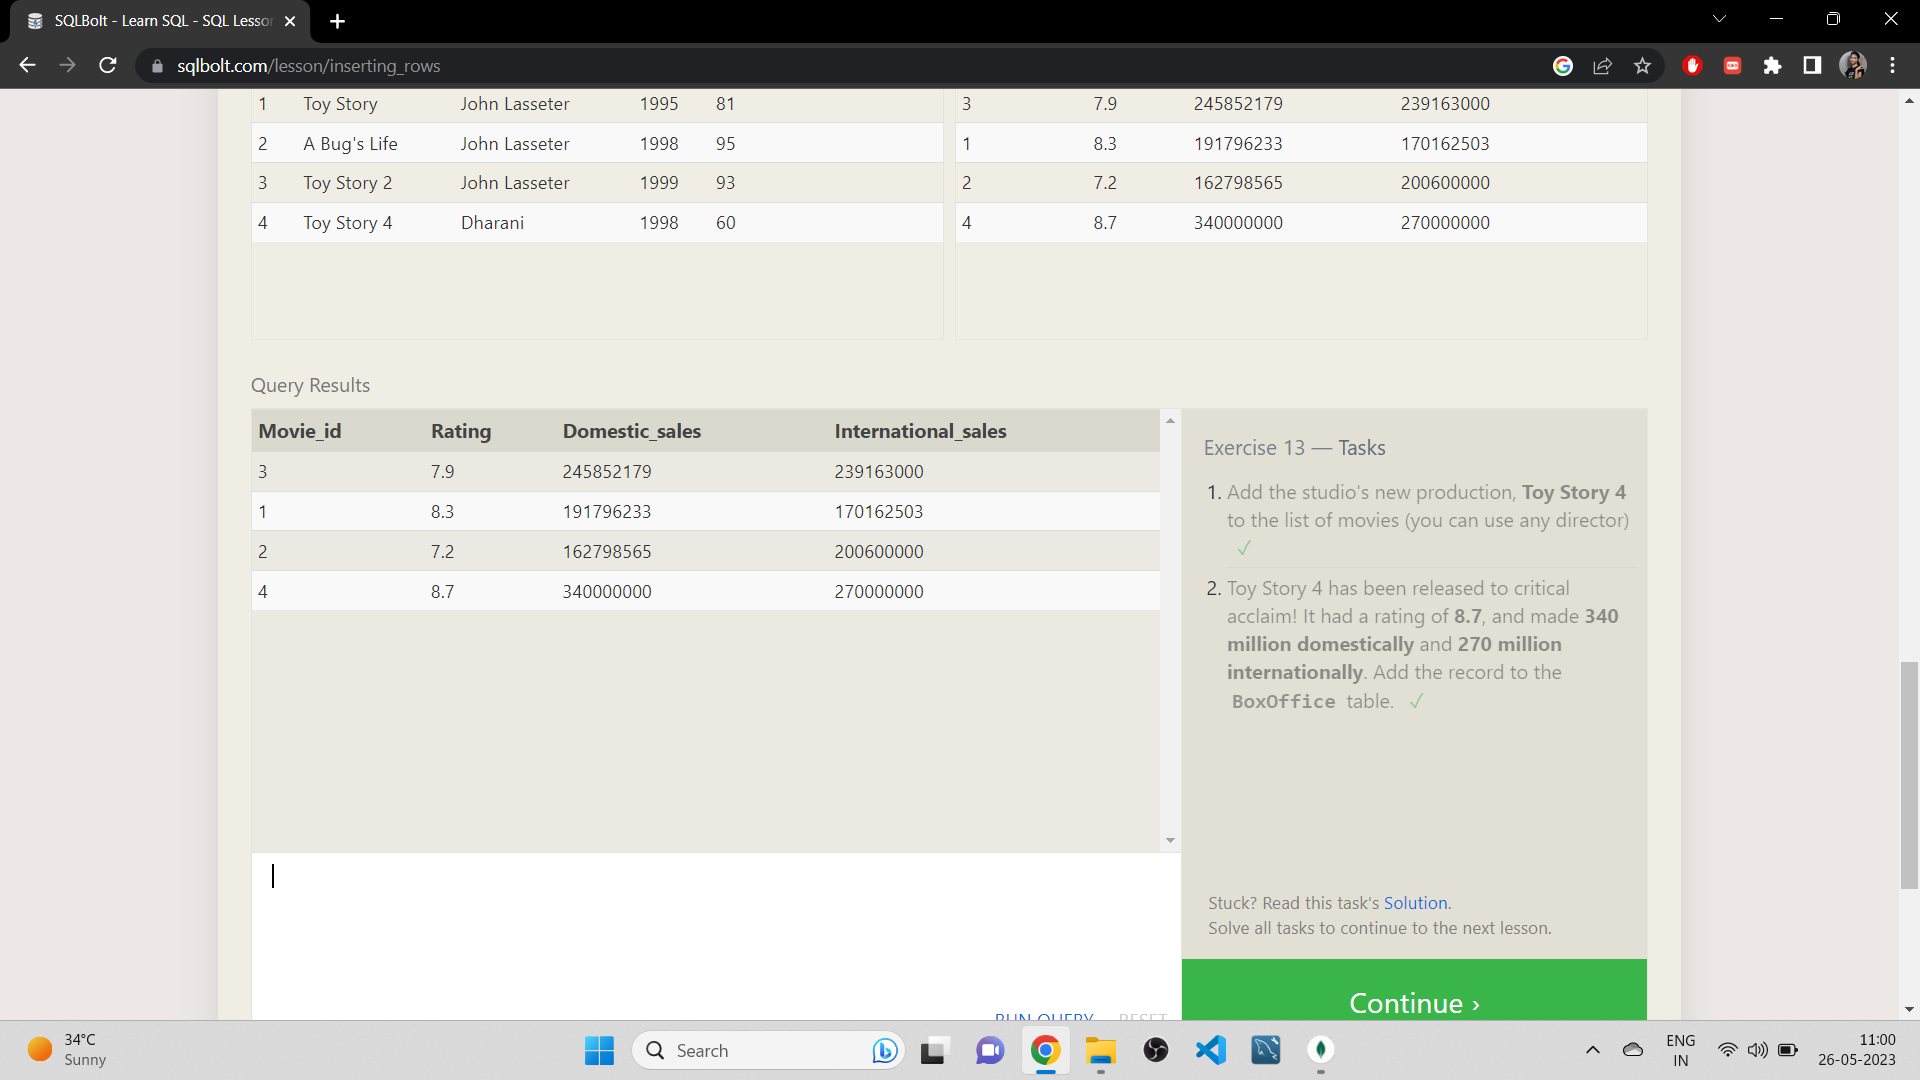 SQLBolt - Learn SQL - SQL Lesso
sqlbolt.com/lesson/inserting_rows
1 Toy Story John Lasseter 1995 81
2 A Bug's Life John Lasseter 1998 95
3 Toy Story 2 John Lasseter 1999 93
4 Toy Story 4 Dharani 1998 60
3 7.9 245852179 239163000
1 8.3 191796233 170162503
2 7.2 162798565 200600000
4 8.7 340000000 270000000
Query Results
Movie_id Rating Domestic_sales International_sales
3 7.9 245852179 239163000
1 8.3 191796233 170162503
2 7.2 162798565 200600000
4 8.7 340000000 270000000
Exercise 13 — Tasks
1. Add the studio's new production, Toy Story 4
to the list of movies (you can use any director)
✓
2. Toy Story 4 has been released to critical
acclaim! It had a rating of 8.7, and made 340
million domestically and 270 million
internationally. Add the record to the
BoxOffice table. ✓
Stuck? Read this task's Solution.
Solve all tasks to continue to the next lesson.
RUN QUERY RESET
Continue ›
34°C
Sunny
Search
ENG
IN
11:00
26-05-2023